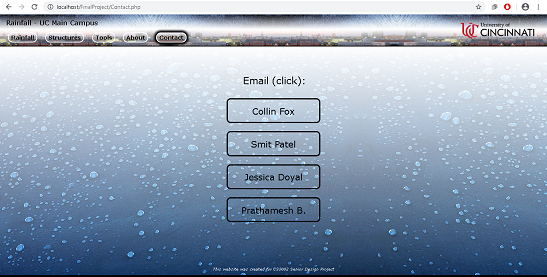 localhost/FinalProject/Contact.php
Rainfall - UC Main Campus
Rainfall Structures Tools About Contact
University of
CINCINNATI
Email (click):
Collin Fox
Smit Patel
Jessica Doyal
Prathamesh B.
This website was created for CS5002 Senior Design Project